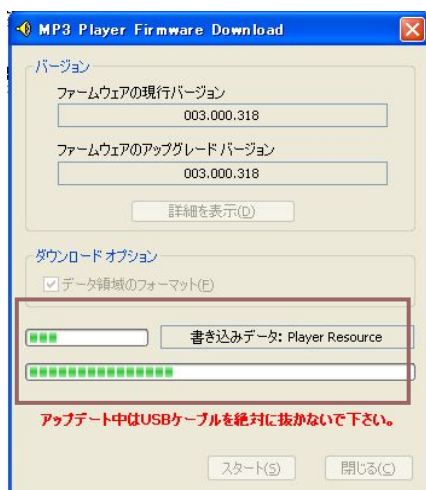 MP3 Player Firmware Download
バージョン
ファームウェアの現行バージョン
003.000.318
ファームウェアのアップグレード バージョン
003.000.318
詳細を表示(D)
ダウンロード オプション
データ領域のフォーマット(F)
書き込みデータ: Player Resource
アップデート中はUSBケーブルを絶対に抜かないで下さい。
スタート(S)
閉じる(C)